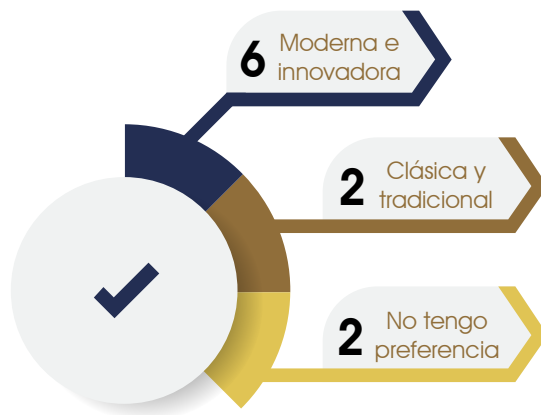 6 Moderna e
innovadora
2 Clásica y
tradicional
2 No tengo
preferencia